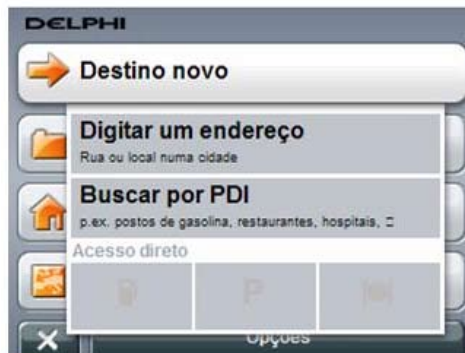 DELPHI
Destino novo
Digitar um endereço
Rua ou local numa cidade
Buscar por PDI
p.ex. postos de gasolina, restaurantes, hospitais,
Acesso direto
P
Opções